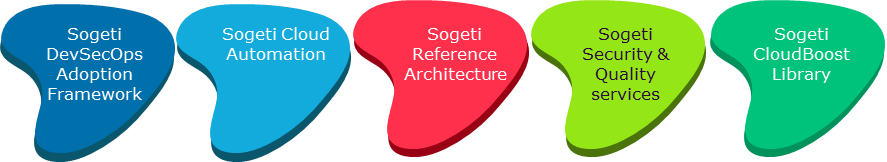 Sogeti
DevSecOps
Adoption
Framework
Sogeti Cloud
Automation
Sogeti
Reference
Architecture
Sogeti
Security &
Quality
services
Sogeti
CloudBoost
Library